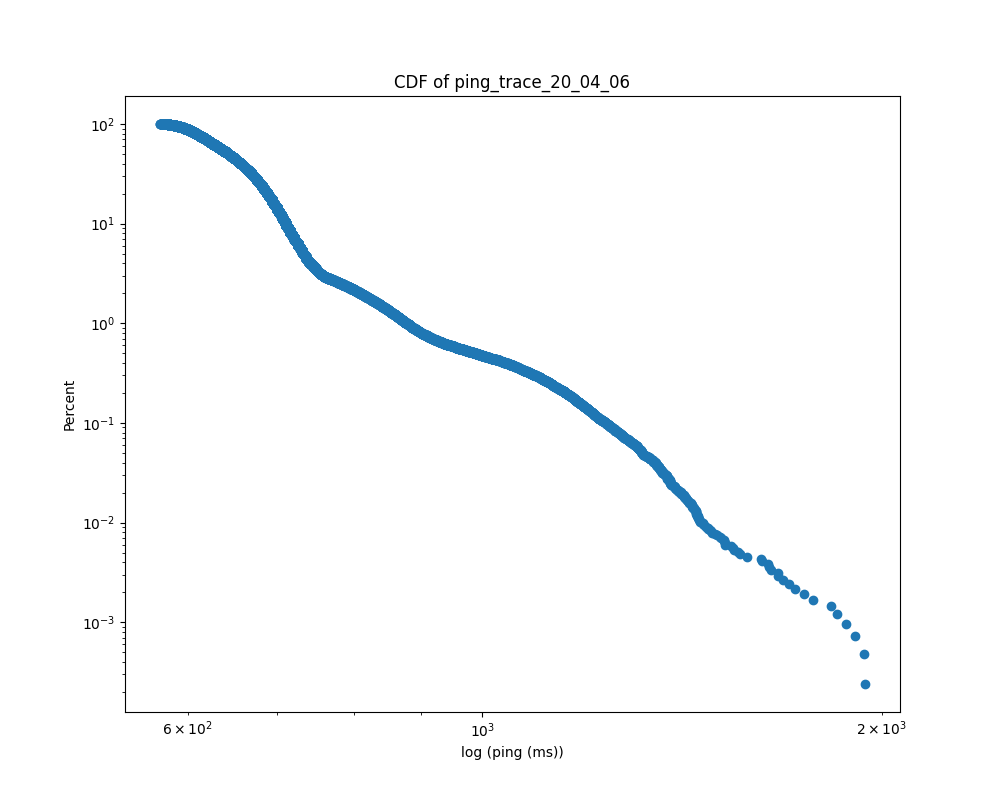 CDF of ping_trace_20_04_06
Percent
10²
10¹
10⁰
10⁻¹
10⁻²
10⁻³
6 × 10²
10³
2 × 10³
log (ping (ms))